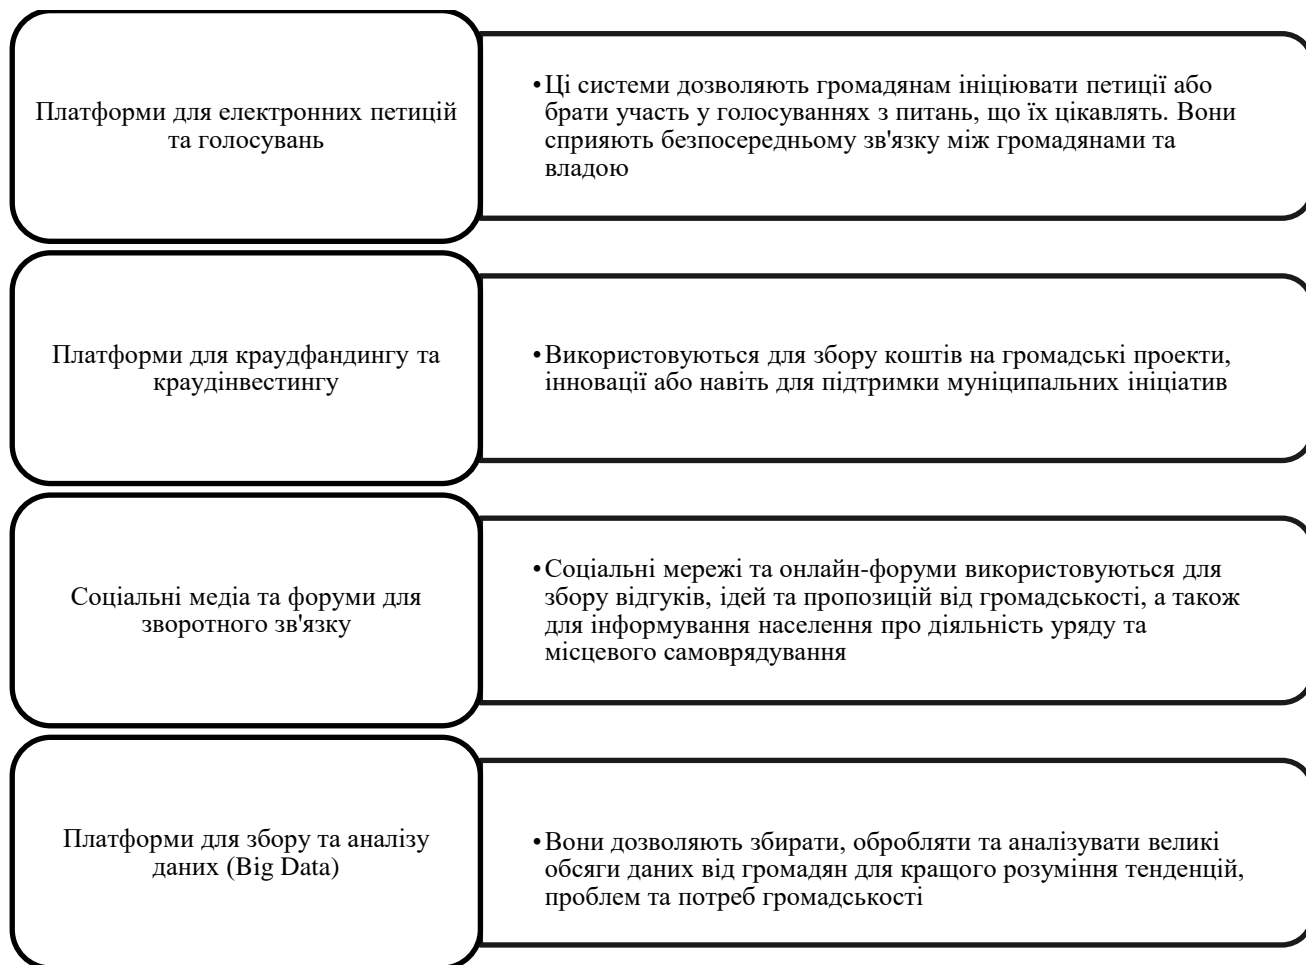 Платформи для електронних петицій
та голосувань
•Ці системи дозволяють громадянам ініціювати петиції або
брати участь у голосуваннях з питань, що їх цікавлять. Вони
сприяють безпосередньому зв'язку між громадянами та
владою
Платформи для краудфандингу та
краудінвестингу
•Використовуються для збору коштів на громадські проекти,
інновації або навіть для підтримки муніципальних ініціатив
Соціальні медіа та форуми для
зворотного зв'язку
•Соціальні мережі та онлайн-форуми використовуються для
збору відгуків, ідей та пропозицій від громадськості, а також
для інформування населення про діяльність уряду та
місцевого самоврядування
Платформи для збору та аналізу
даних (Big Data)
•Вони дозволяють збирати, обробляти та аналізувати великі
обсяги даних від громадян для кращого розуміння тенденцій,
проблем та потреб громадськості